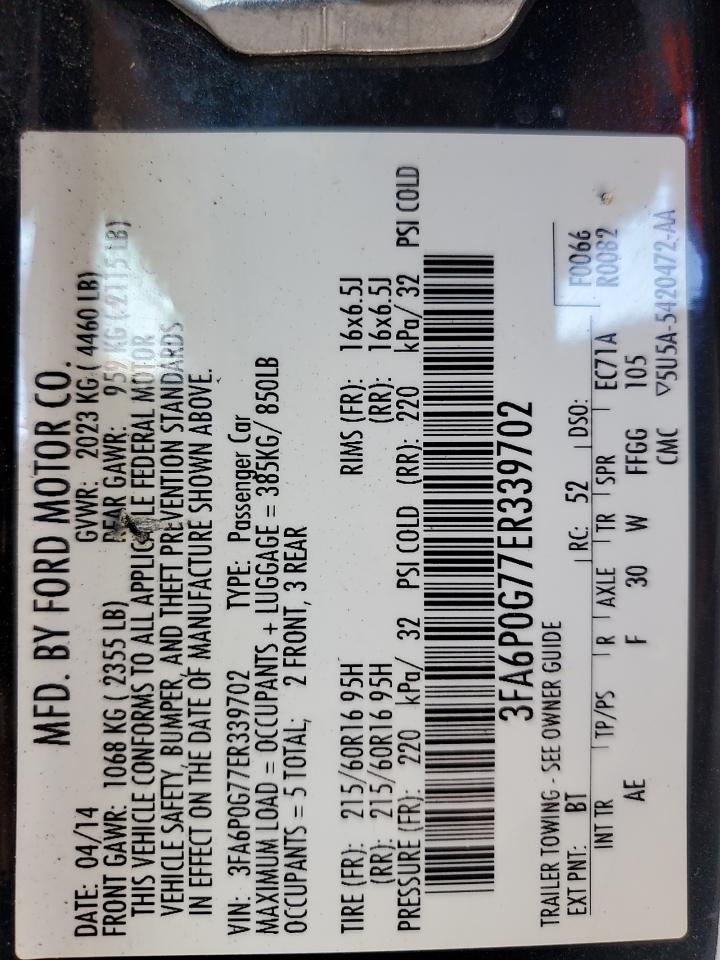 MFD. BY FORD MOTOR CO.
DATE: 04/14 GVWR: 2023 KG ( 4460 LB)
FRONT GAWR: 1068 KG ( 2355 LB) REAR GAWR: 959 KG ( 2115 LB)
THIS VEHICLE CONFORMS TO ALL APPLICABLE FEDERAL MOTOR
VEHICLE SAFETY, BUMPER, AND THEFT PREVENTION STANDARDS
IN EFFECT ON THE DATE OF MANUFACTURE SHOWN ABOVE.
VIN: 3FA6P0G77ER339702 TYPE: Passenger Car
MAXIMUM LOAD = OCCUPANTS + LUGGAGE = 385KG/ 850LB
OCCUPANTS = 5 TOTAL; 2 FRONT, 3 REAR
TIRE (FR): 215/60R16 95H RIMS (FR): 16x6.5J
(RR): 215/60R16 95H (RR): 16x6.5J
PRESSURE (FR): 220 kPa/ 32 PSI COLD (RR): 220 kPa/ 32 PSI COLD
3FA6P0G77ER339702
TRAILER TOWING - SEE OWNER GUIDE F0066
EXT PNT: BT RC: 52 DSO: R0082
INT TR TP/PS R AXLE TR SPR EC71A
AE F 30 W FFGG 105
CMC ▽5U5A-5420472-AA